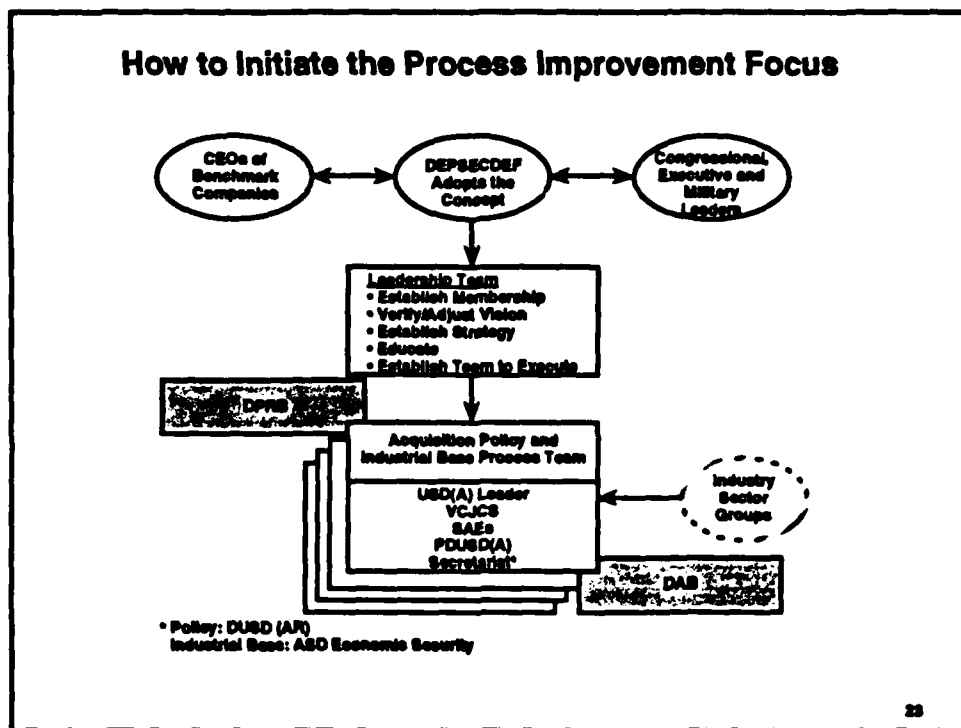 How to Initiate the Process Improvement Focus
CEOs of
Benchmark
Companies
DEPSECDEF
Adopts the
Concept
Congressional,
Executive and
Military
Leaders
Leadership Team
• Establish Membership
• Verify/Adjust Vision
• Establish Strategy
• Educate
• Establish Team to Execute
DPRB
Acquisition Policy and
Industrial Base Process Team
USD(A) Leader
VCJCS
SAEs
PDUSD(A)
Secretariat*
Industry
Sector
Groups
DAB
* Policy: DUSD (AR)
Industrial Base: ASD Economic Security
23